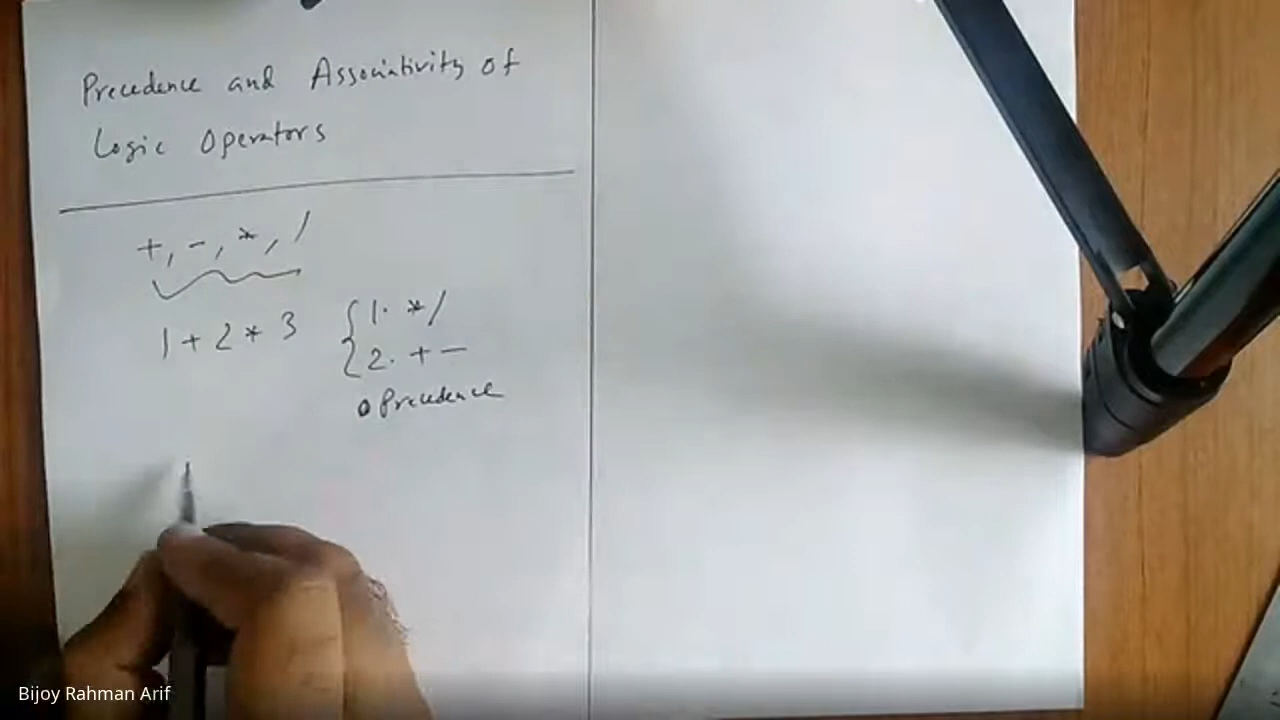 Precedence and Associativity of
Logic Operators
+, -, *, /
1 + 2 * 3
{ 1. * /
2. + -
Precedence
Bijoy Rahman Arif